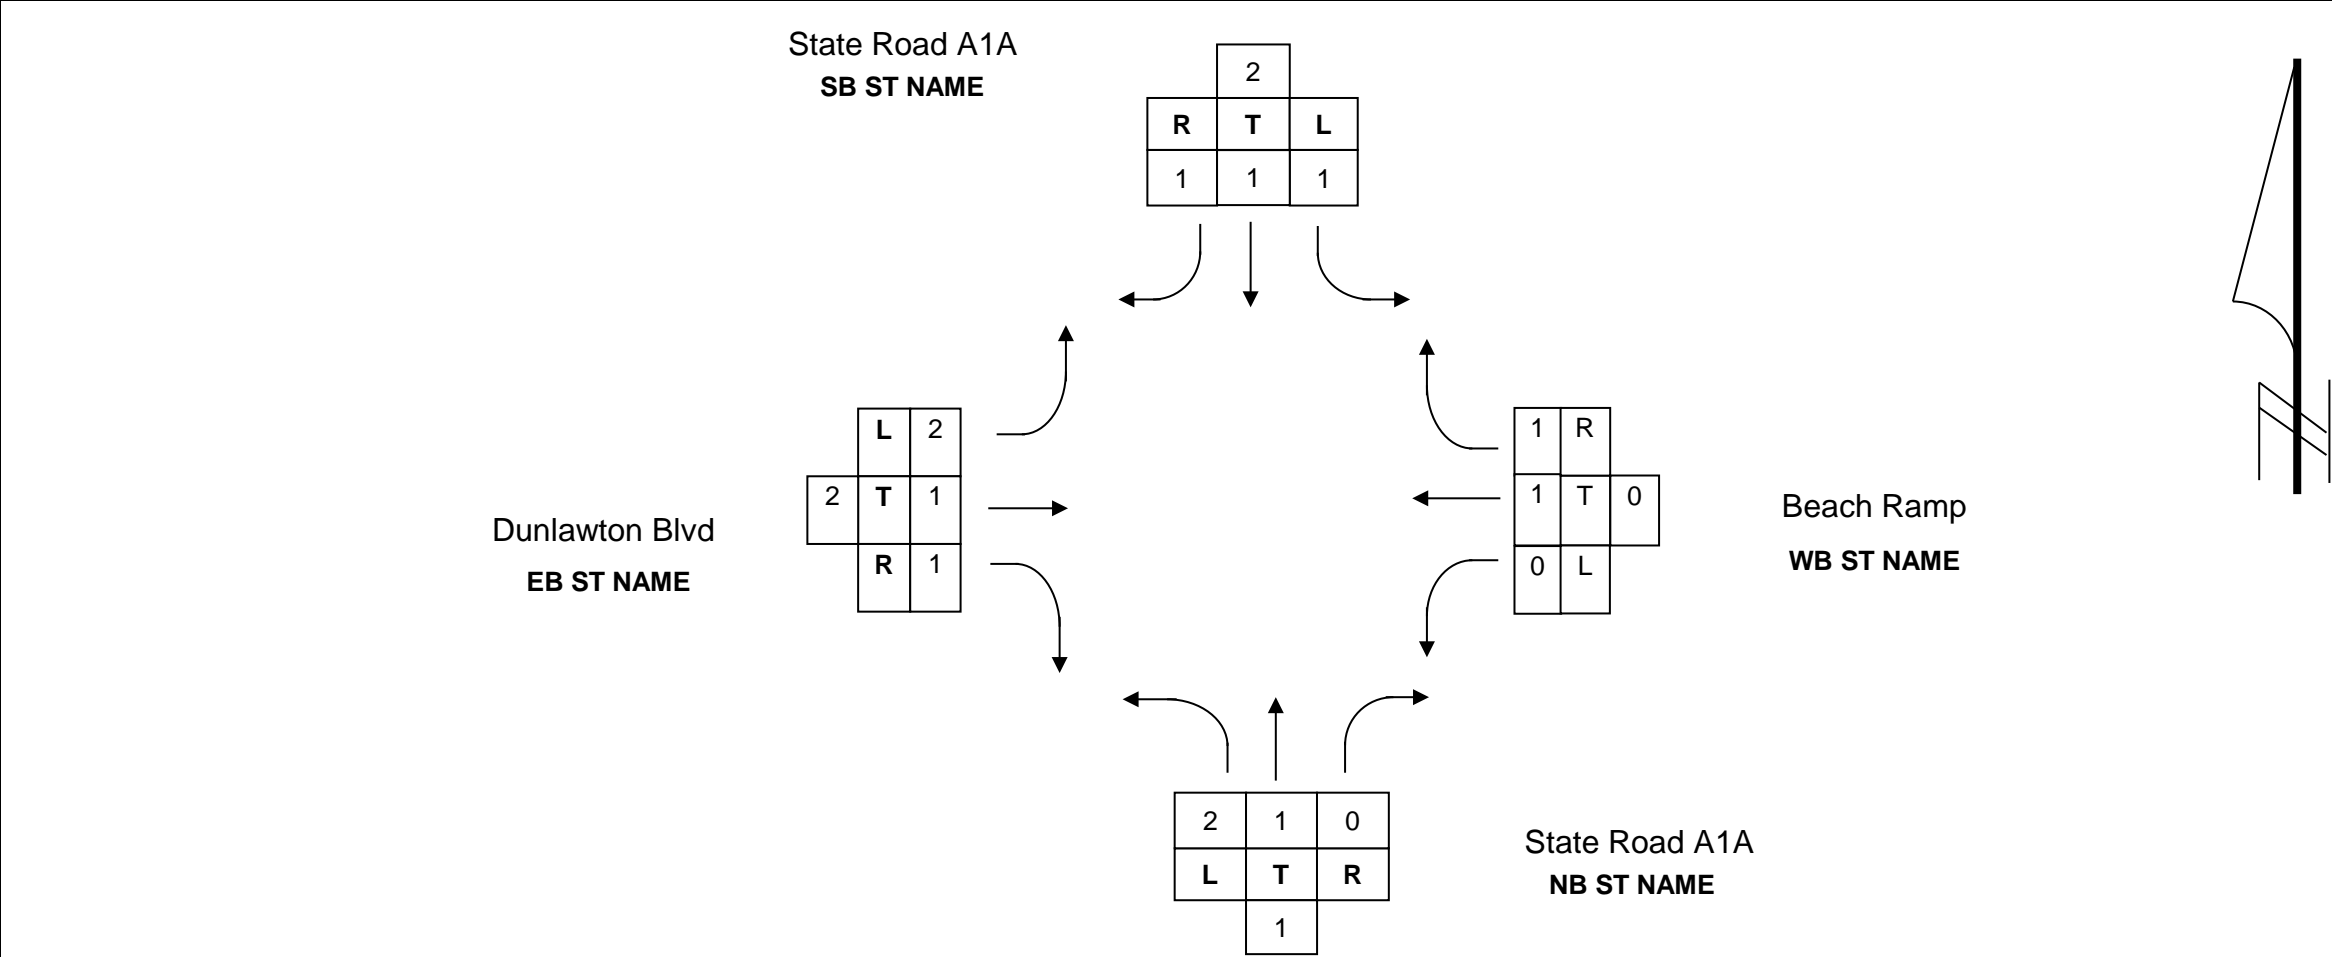 State Road A1A
SB ST NAME
2
R T L
1 1 1
L 2
2 T 1
R 1
Dunlawton Blvd
EB ST NAME
1 R
1 T 0
0 L
Beach Ramp
WB ST NAME
2 1 0
L T R
1
State Road A1A
NB ST NAME
N